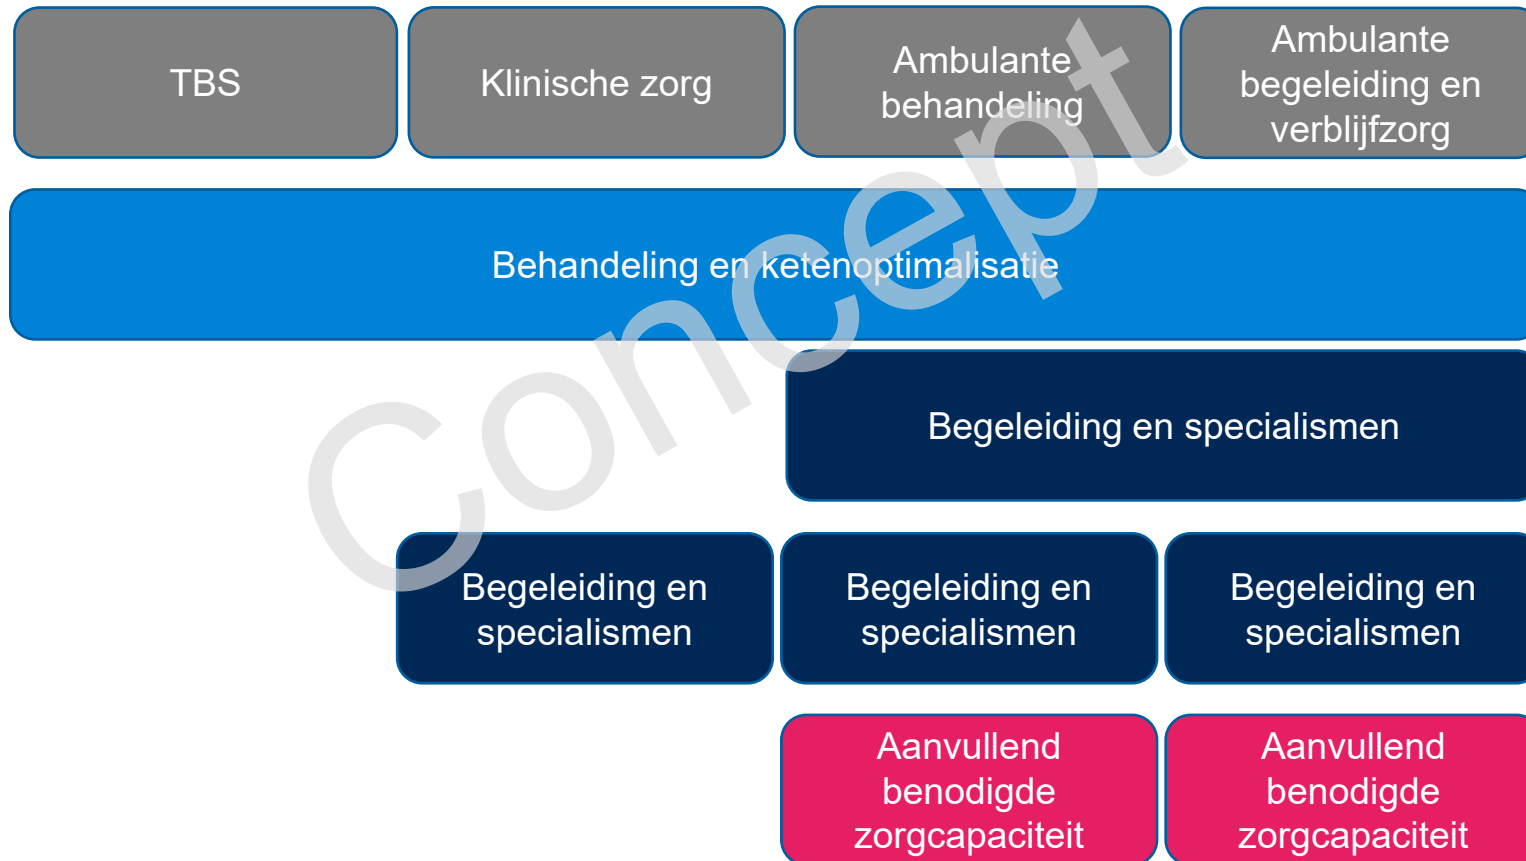 TBS
Klinische zorg
Ambulante
behandeling
Ambulante
begeleiding en
verblijfzorg
Behandeling en ketenoptimalisatie
Begeleiding en specialismen
Begeleiding en
specialismen
Begeleiding en
specialismen
Begeleiding en
specialismen
Aanvullend
benodigde
zorgcapaciteit
Aanvullend
benodigde
zorgcapaciteit
Concept